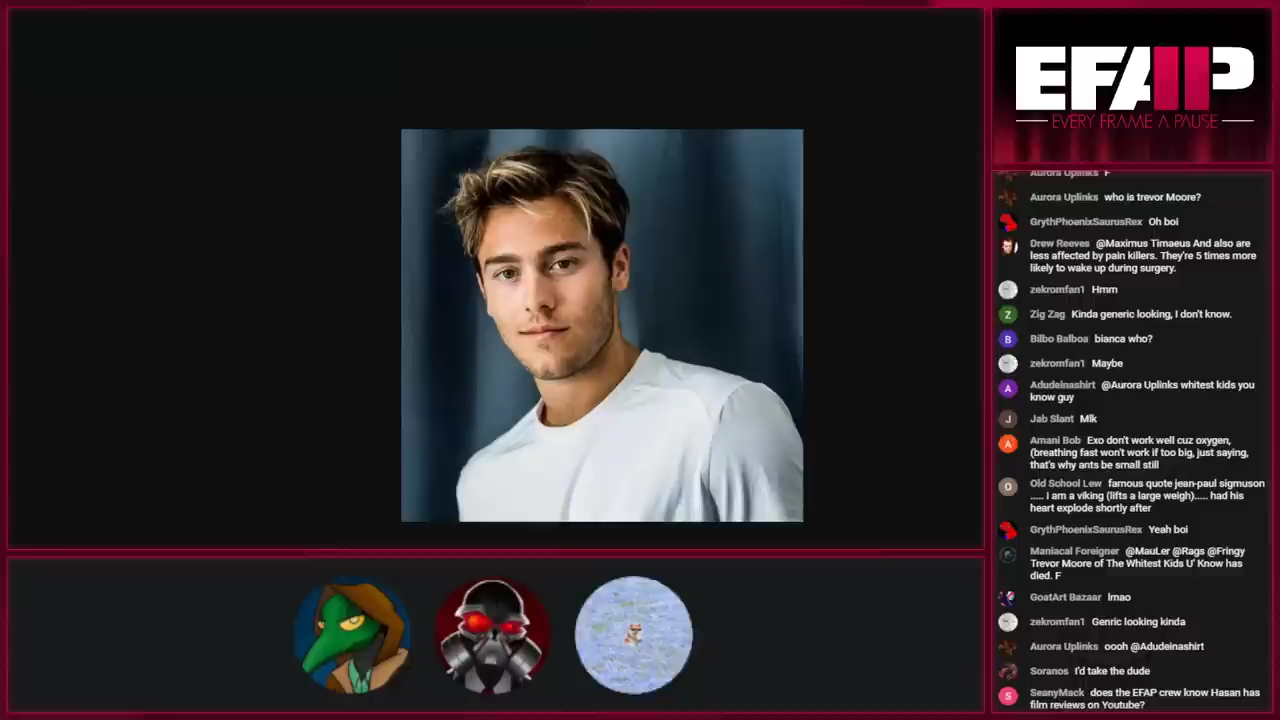 EFAP
EVERY FRAME A PAUSE
Aurora Uplinks F
Aurora Uplinks who is trevor Moore?
GrythPhoenixSaurusRex Oh boi
Drew Reeves @Maximus Timaeus And also are
less affected by pain killers. They're 5 times more
likely to wake up during surgery.
zekromfan1 Hmm
Z Zig Zag Kinda generic looking, I don't know.
B Bilbo Balboa bianca who?
zekromfan1 Maybe
A Adudeinashirt @Aurora Uplinks whitest kids you
know guy
J Jab Slant Mlk
A Amani Bob Exo don't work well cuz oxygen,
(breathing fast won't work if too big, just saying,
that's why ants be small still
O Old School Lew famous quote jean-paul sigmuson
..... i am a viking (lifts a large weigh)..... had his
heart explode shortly after
GrythPhoenixSaurusRex Yeah boi
Maniacal Foreigner @MauLer @Rags @Fringy
Trevor Moore of The Whitest Kids U' Know has
died. F
GoatArt Bazaar lmao
zekromfan1 Genric looking kinda
Aurora Uplinks oooh @Adudeinashirt
Soranos I'd take the dude
S SeanyMack does the EFAP crew know Hasan has
film reviews on Youtube?